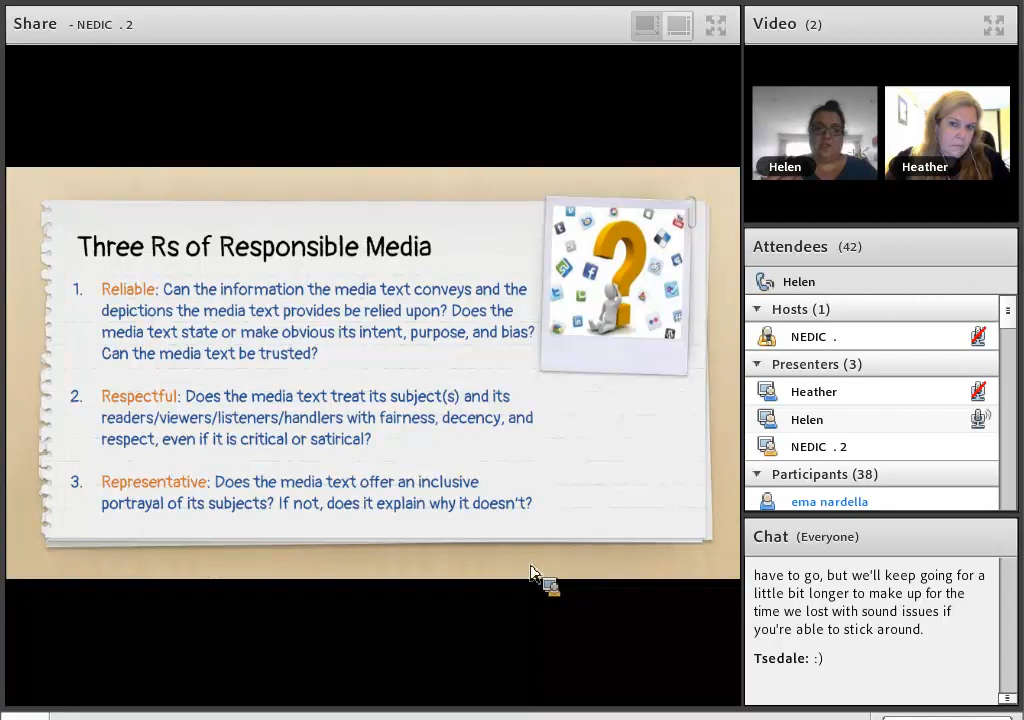 Share - NEDIC . 2
Three Rs of Responsible Media
1. Reliable: Can the information the media text conveys and the
depictions the media text provides be relied upon? Does the
media text state or make obvious its intent, purpose, and bias?
Can the media text be trusted?
2. Respectful: Does the media text treat its subject(s) and its
readers/viewers/listeners/handlers with fairness, decency, and
respect, even if it is critical or satirical?
3. Representative: Does the media text offer an inclusive
portrayal of its subjects? If not, does it explain why it doesn't?
Video (2)
Helen
Heather
Attendees (42)
Helen
Hosts (1)
NEDIC .
Presenters (3)
Heather
Helen
NEDIC . 2
Participants (38)
ema nardella
Chat (Everyone)
have to go, but we'll keep going for a
little bit longer to make up for the
time we lost with sound issues if
you're able to stick around.
Tsedale: :)